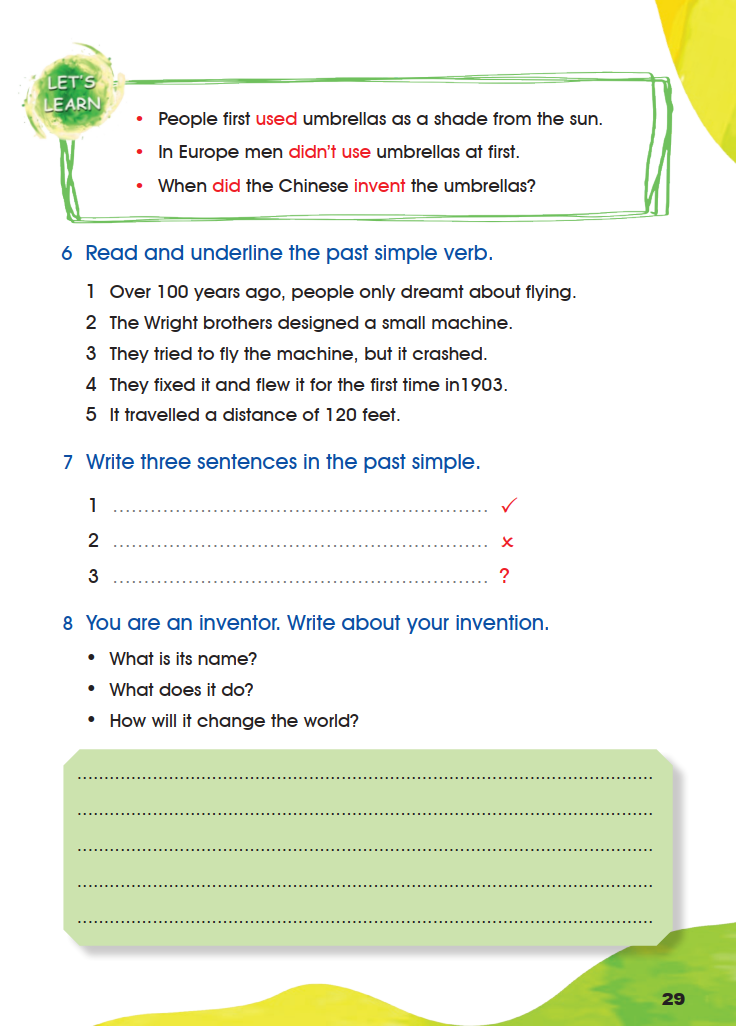 LET'S
LEARN
• People first used umbrellas as a shade from the sun.
• In Europe men didn't use umbrellas at first.
• When did the Chinese invent the umbrellas?
6 Read and underline the past simple verb.
1 Over 100 years ago, people only dreamt about flying.
2 The Wright brothers designed a small machine.
3 They tried to fly the machine, but it crashed.
4 They fixed it and flew it for the first time in1903.
5 It travelled a distance of 120 feet.
7 Write three sentences in the past simple.
1 ............................................................ ✓
2 ............................................................ ✗
3 ............................................................ ?
8 You are an inventor. Write about your invention.
• What is its name?
• What does it do?
• How will it change the world?
29